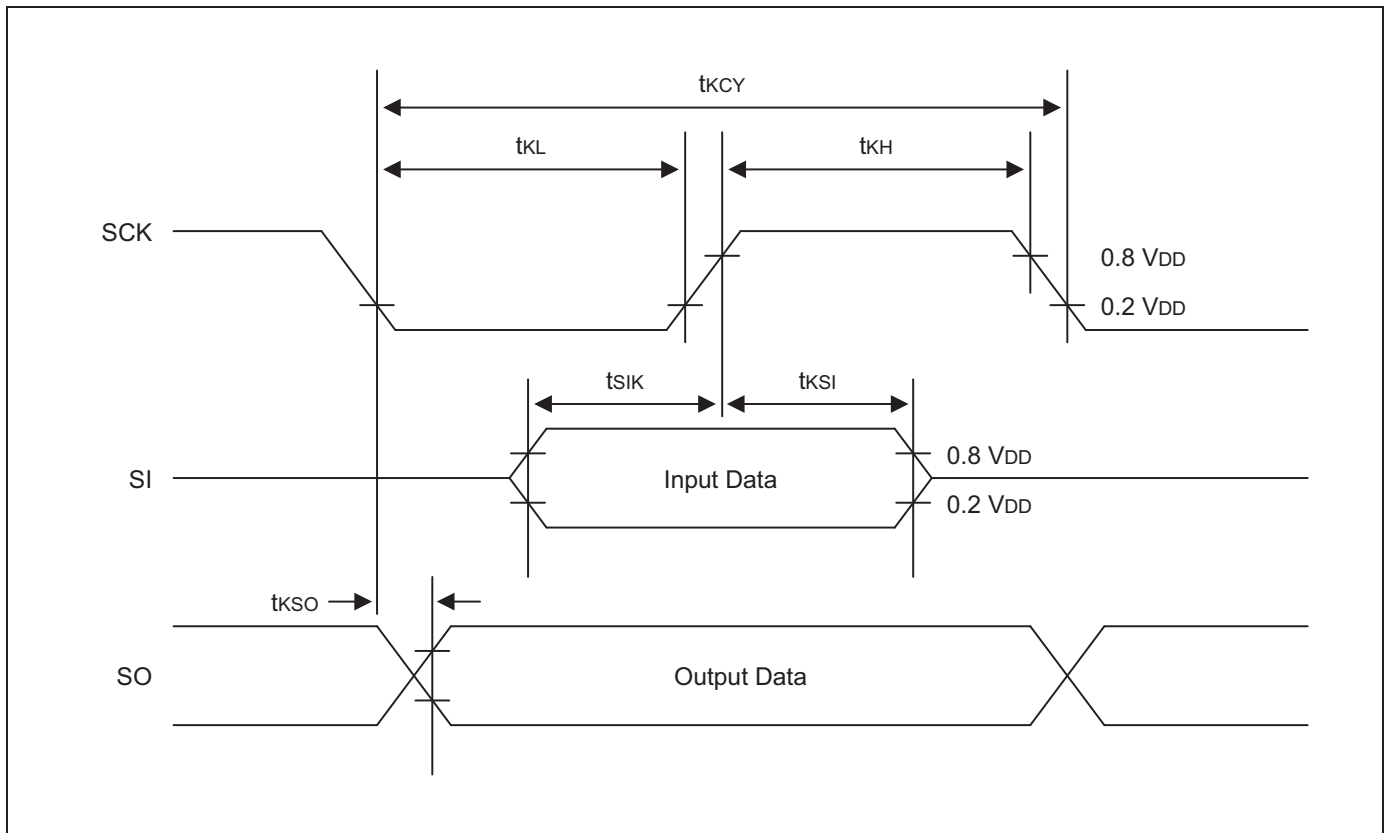 tKCY
tKL
tKH
SCK
0.8 VDD
0.2 VDD
tSIK
tKSI
0.8 VDD
SI
Input Data
0.2 VDD
tKSO
SO
Output Data